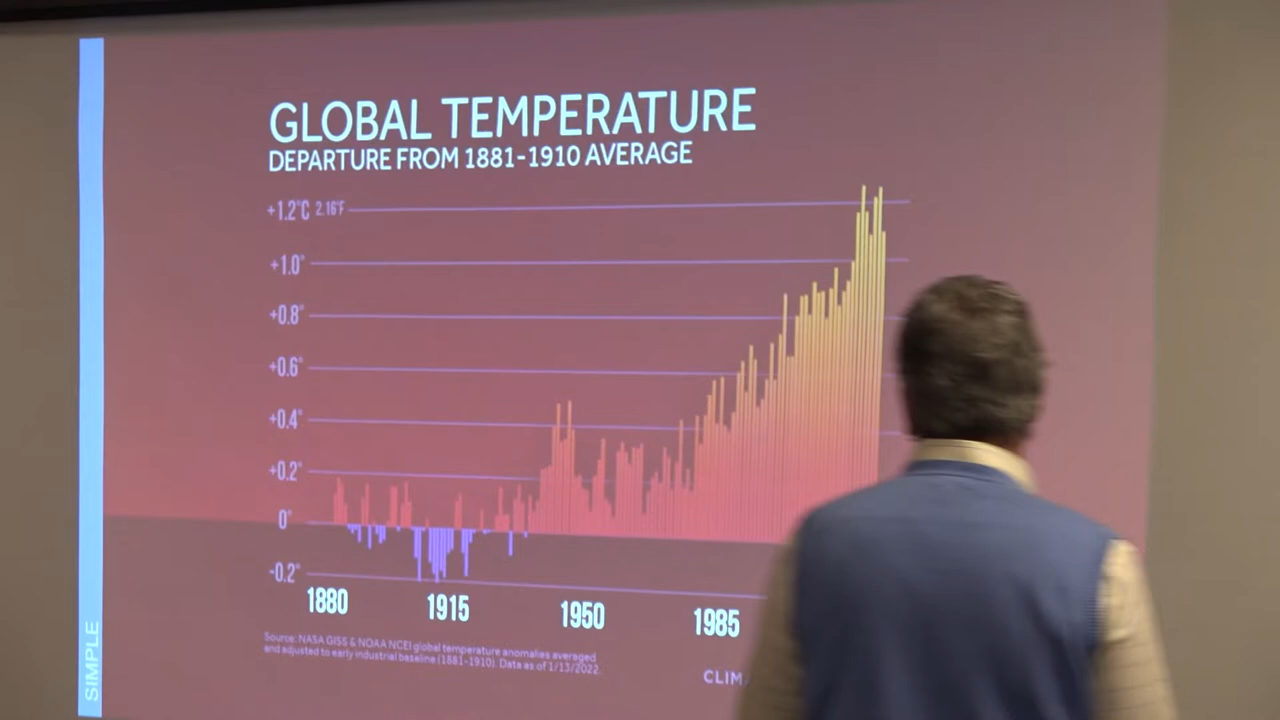 GLOBAL TEMPERATURE
DEPARTURE FROM 1881-1910 AVERAGE
+1.2°C 2.16°F
+1.0°
+0.8°
+0.6°
+0.4°
+0.2°
0°
-0.2°
1880 1915 1950 1985
Source: NASA GISS & NOAA NCEI global temperature anomalies averaged
and adjusted to early industrial baseline (1881-1910). Data as of 1/13/2022.
CLIM
SIMPLE